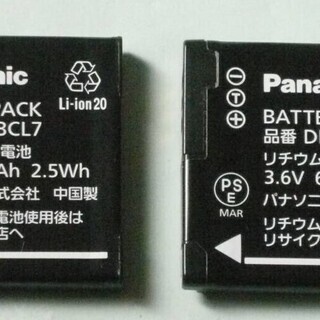 nic
PACK
BCL7
Li-ion20
電池
Ah 2.5Wh
式会社 中国製
電池使用後は
店へ
Pana
BATTE
品番 D
リチウム
3.6V 6
パナソニ
リチウム
リサイク
PS
E
MAR